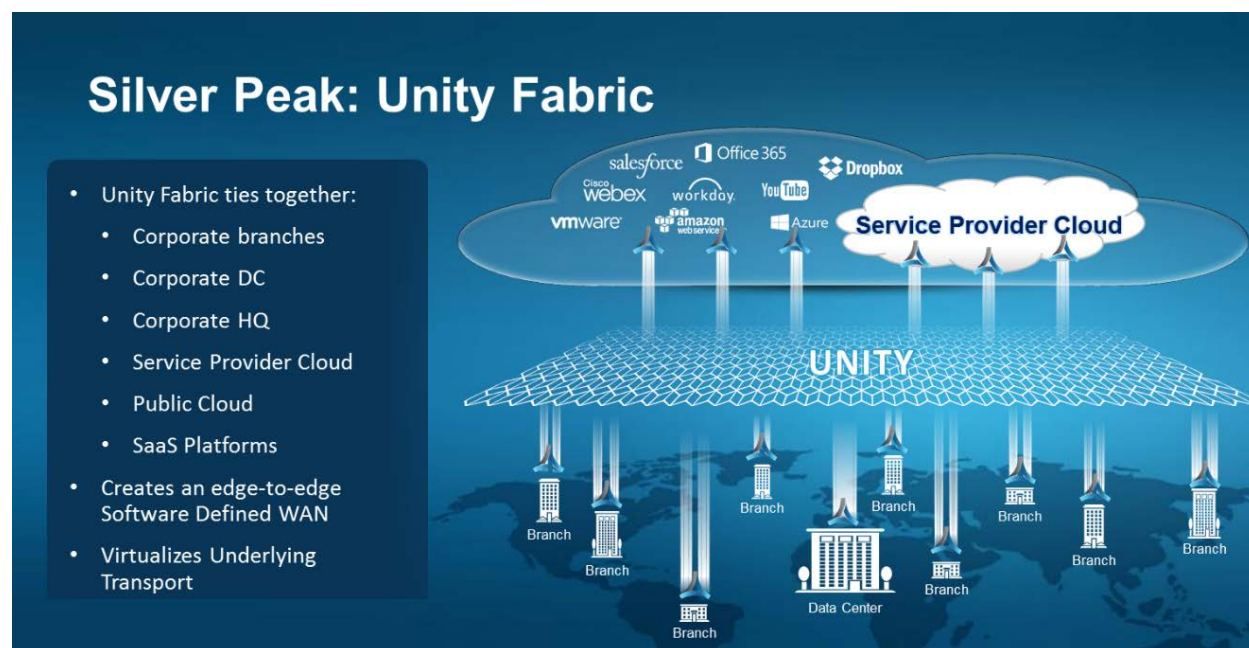 Silver Peak: Unity Fabric
• Unity Fabric ties together:
• Corporate branches
• Corporate DC
• Corporate HQ
• Service Provider Cloud
• Public Cloud
• SaaS Platforms
• Creates an edge-to-edge
Software Defined WAN
• Virtualizes Underlying
Transport
salesforce
Office 365
Dropbox
Cisco
webex
workday.
YouTube
vmware
amazon
webservices
Azure
Service Provider Cloud
UNITY
Branch
Branch
Branch
Branch
Data Center
Branch
Branch
Branch
Branch
Branch